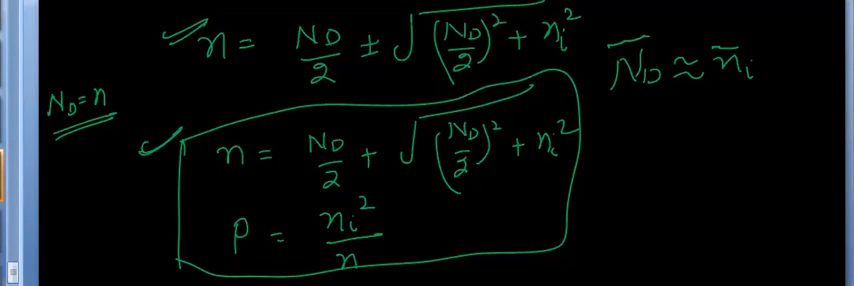 n = N_D/2 ± √((N_D/2)² + n_i²)
N_D ≈ n_i
N_D = n
n = N_D/2 + √((N_D/2)² + n_i²)
p = n_i²/n